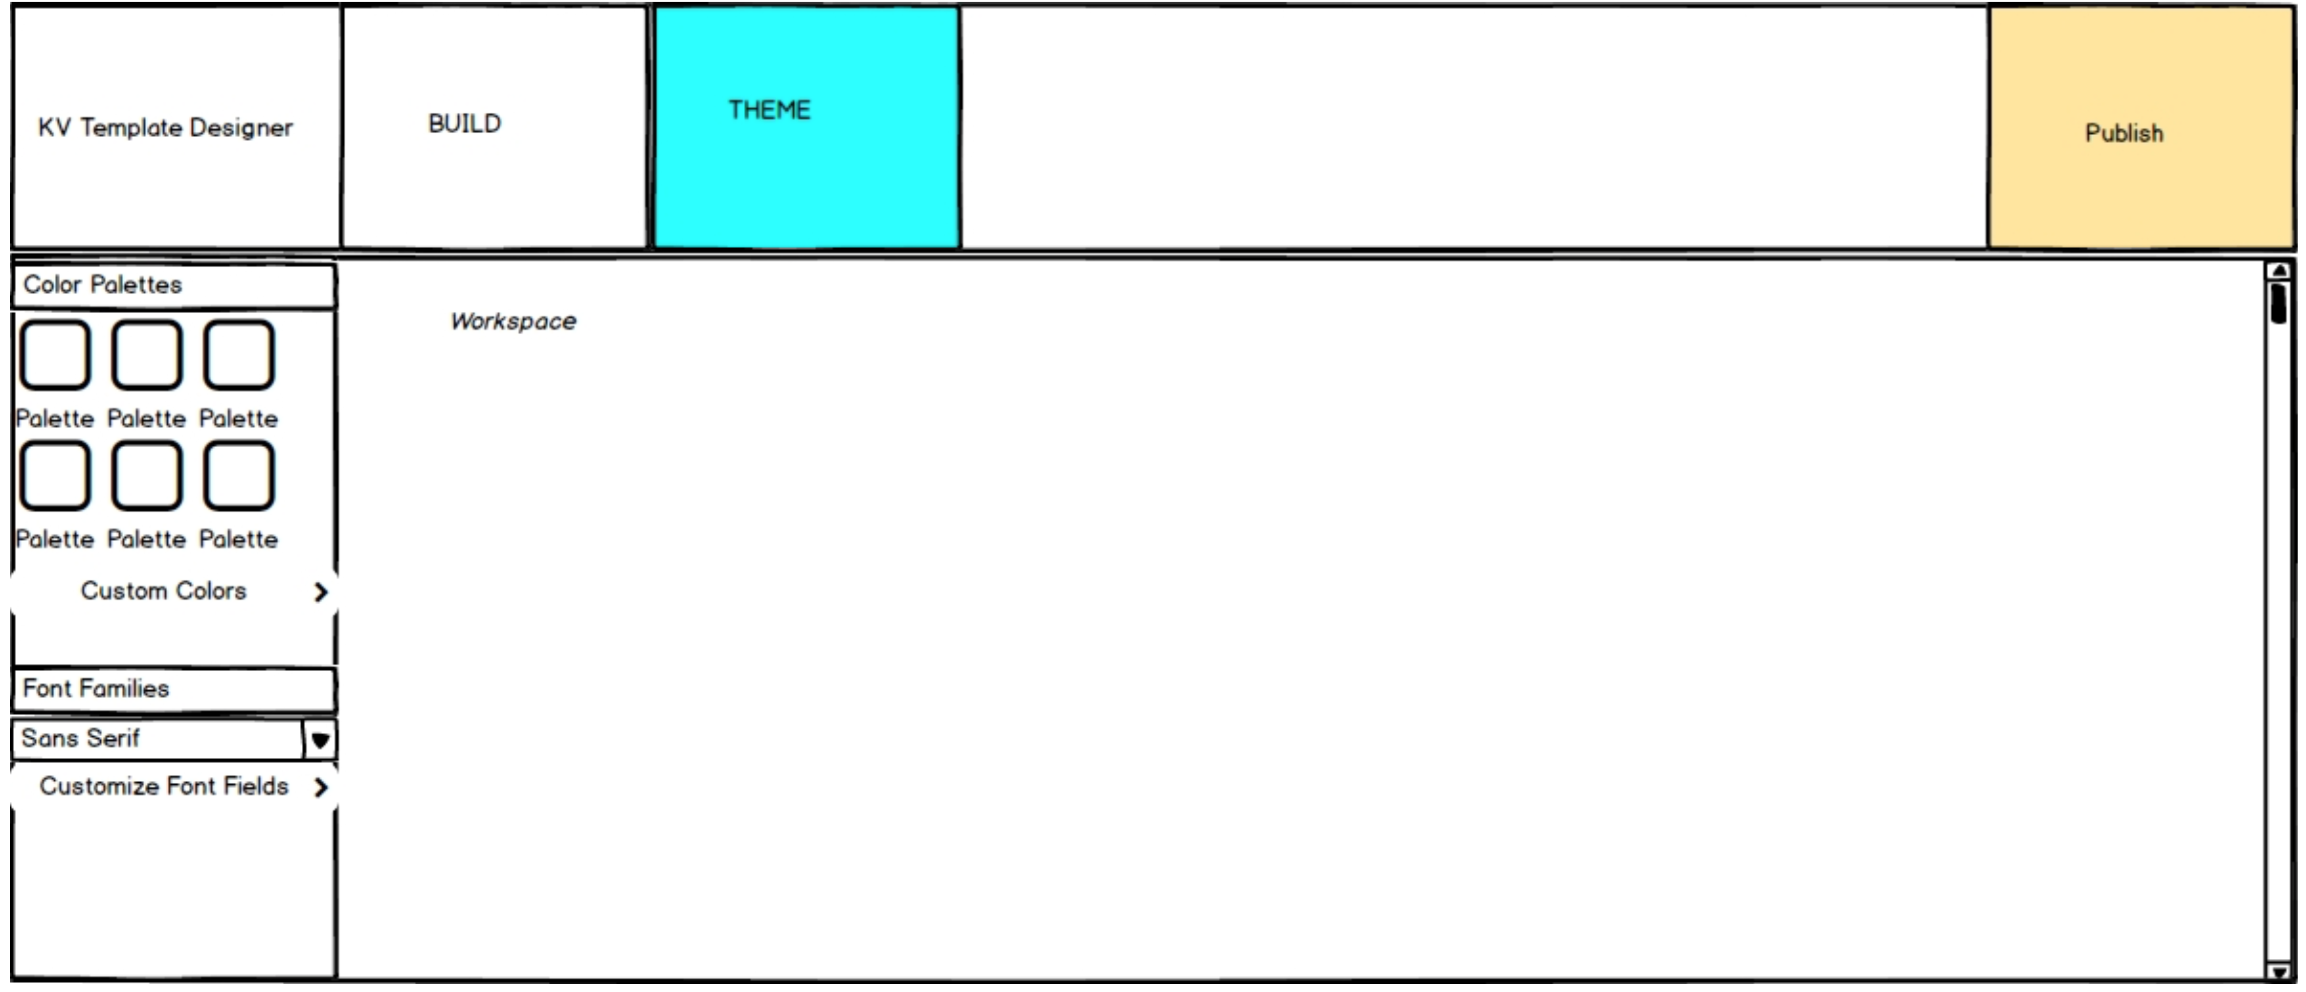 KV Template Designer
BUILD
THEME
Publish
Color Palettes
Palette Palette Palette
Palette Palette Palette
Custom Colors
Font Families
Sans Serif
Customize Font Fields
Workspace